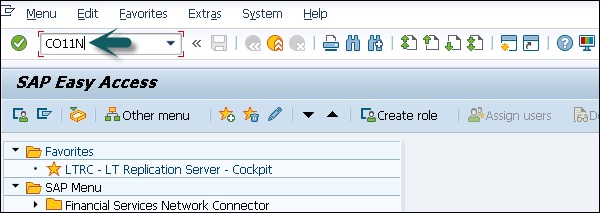 Menu Edit Favorites Extras System Help
CO11N
SAP Easy Access
Other menu Create role Assign users
Favorites
LTRC - LT Replication Server - Cockpit
SAP Menu
Financial Services Network Connector